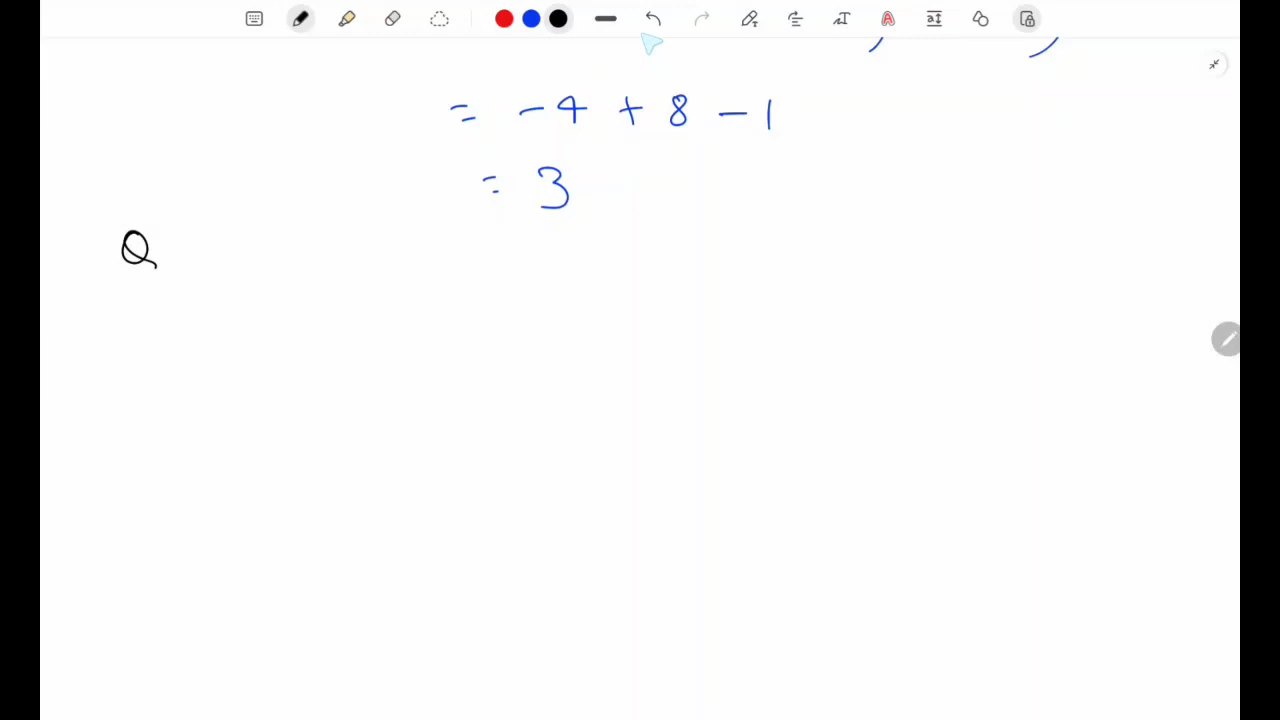 = -4 + 8 - 1
= 3
Q